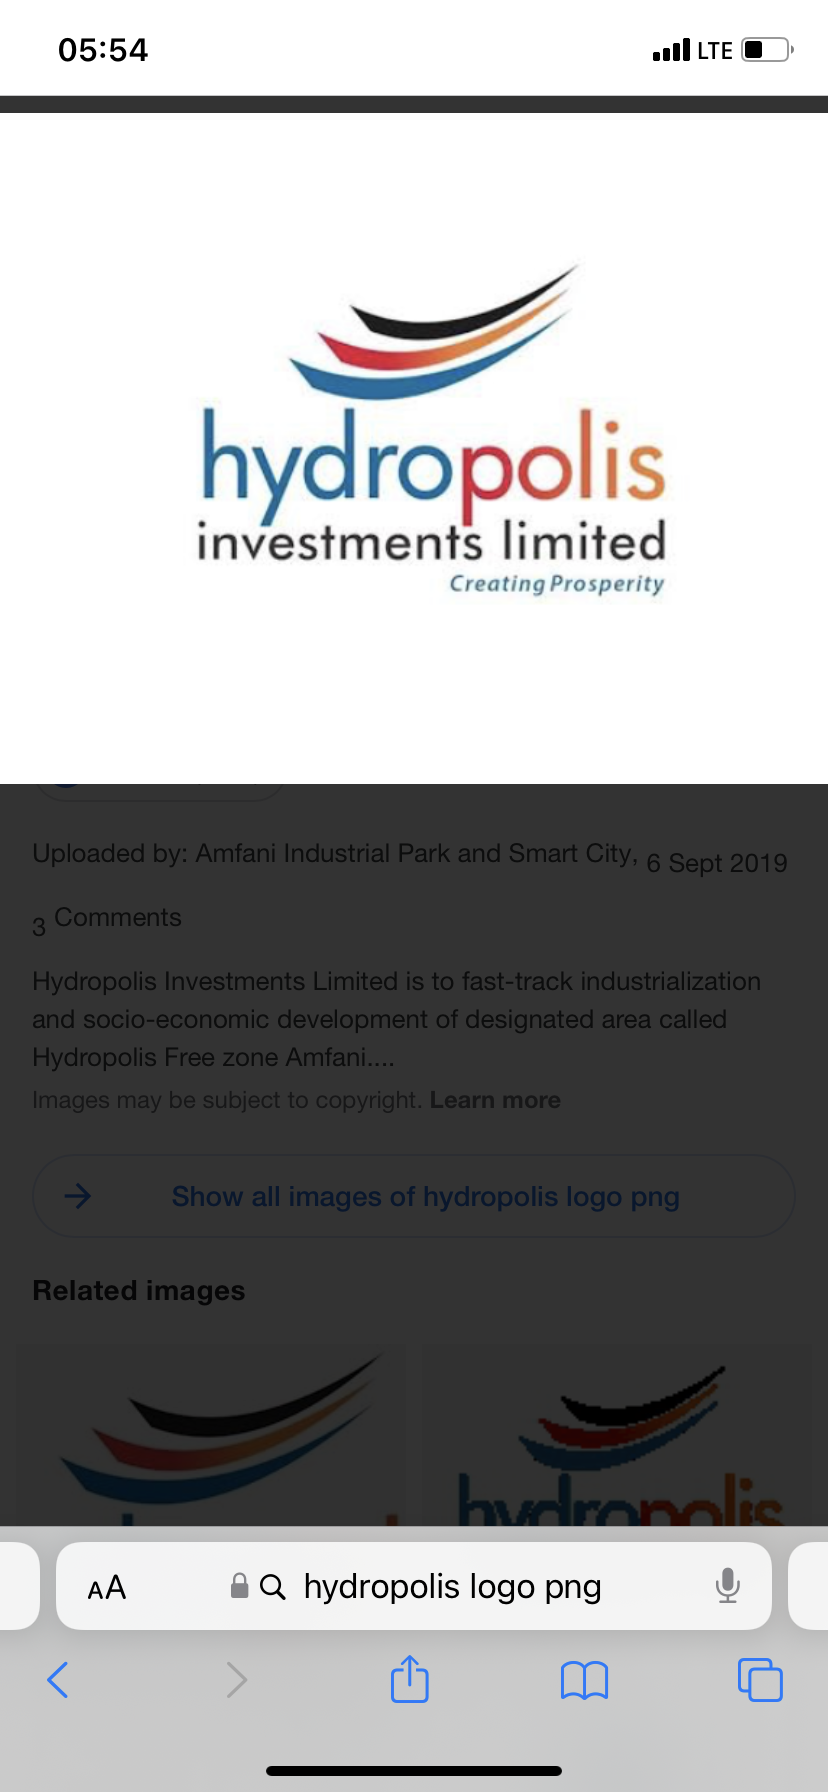 05:54
LTE
hydropolis
investments limited
Creating Prosperity
Uploaded by: Amfani Industrial Park and Smart City, 6 Sept 2019
3 Comments
Hydropolis Investments Limited is to fast-track industrialization
and socio-economic development of designated area called
Hydropolis Free zone Amfani....
Images may be subject to copyright. Learn more
Show all images of hydropolis logo png
Related images
hydropolis
AA
hydropolis logo png